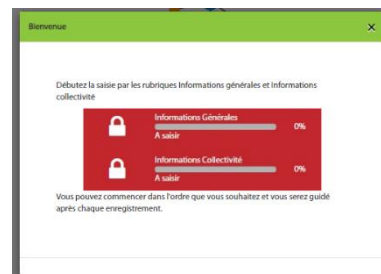 Bienvenue
Débutez la saisie par les rubriques Informations générales et Informations
collectivité
Informations Générales
0%
A saisir
Informations Collectivité
0%
A saisir
Vous pouvez commencer dans l'ordre que vous souhaitez et vous serez guidé
après chaque enregistrement.